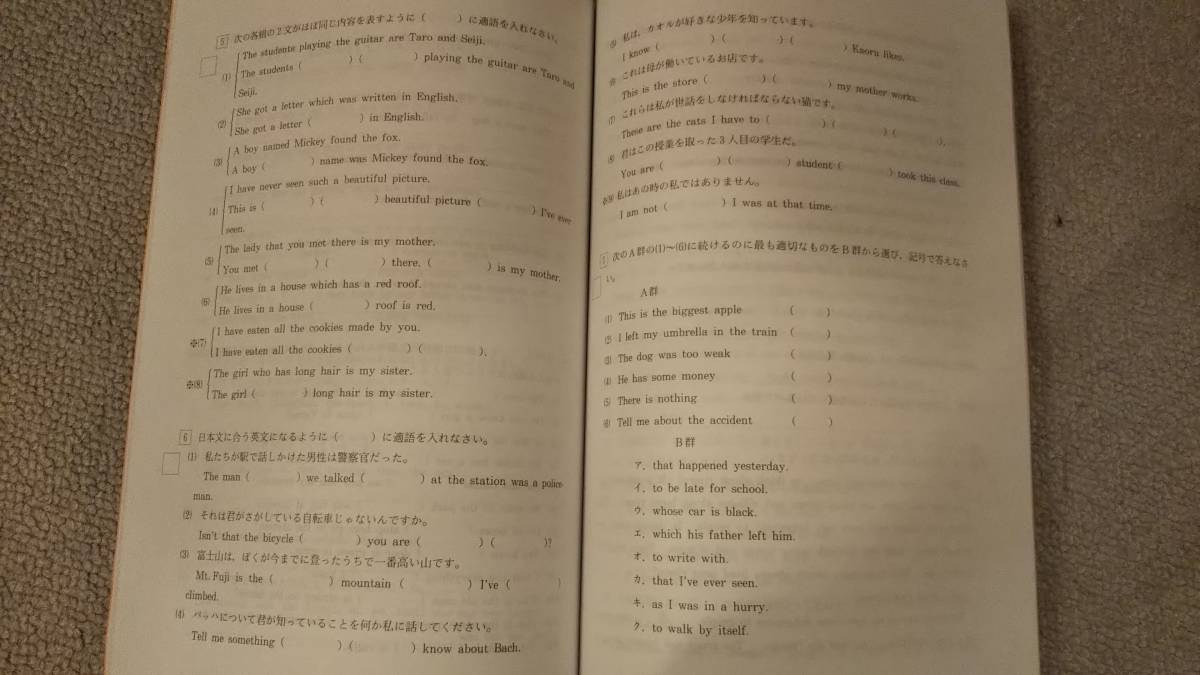 5 次の各組の2文がほぼ同じ内容を表すように（　　）に適語を入れなさい。
(1) The students playing the guitar are Taro and Seiji.
The students (　　) (　　) playing the guitar are Taro and
Seiji.
(2) She got a letter which was written in English.
She got a letter (　　) in English.
(3) A boy named Mickey found the fox.
A boy (　　) name was Mickey found the fox.
(4) I have never seen such a beautiful picture.
This is (　　) (　　) beautiful picture (　　) I've ever
seen.
(5) The lady that you met there is my mother.
You met (　　) (　　) there, (　　) is my mother.
(6) He lives in a house which has a red roof.
He lives in a house (　　) roof is red.
※(7) I have eaten all the cookies made by you.
I have eaten all the cookies (　　) (　　).
※(8) The girl who has long hair is my sister.
The girl (　　) long hair is my sister.
6 日本文に合う英文になるように（　　）に適語を入れなさい。
(1) 私たちが駅で話しかけた男性は警察官だった。
The man (　　) we talked (　　) at the station was a police-
man.
(2) それは君がさがしている自転車じゃないんですか。
Isn't that the bicycle (　　) you are (　　) (　　)?
(3) 富士山は，ぼくが今までに登ったうちで一番高い山です。
Mt. Fuji is the (　　) mountain (　　) I've (　　)
climbed.
(4) バッハについて君が知っていることを何か私に話してください。
Tell me something (　　) (　　) know about Bach.
(5) 私は，カオルが好きな少年を知っています。
I know (　　) (　　) (　　) Kaoru likes.
(6) これは母が働いているお店です。
This is the store (　　) (　　) my mother works.
(7) これらは私が世話をしなければならない猫です。
These are the cats I have to (　　) (　　) (　　).
(8) 君はこの授業を取った3人目の学生だ。
You are (　　) (　　) student (　　) took this class.
※(9) 私はあの時の私ではありません。
I am not (　　) I was at that time.
7 次のA群の(1)～(6)に続けるのに最も適切なものをB群から選び，記号で答えなさ
い。
A群
(1) This is the biggest apple (　　)
(2) I left my umbrella in the train (　　)
(3) The dog was too weak (　　)
(4) He has some money (　　)
(5) There is nothing (　　)
(6) Tell me about the accident (　　)
B群
ア．that happened yesterday.
イ．to be late for school.
ウ．whose car is black.
エ．which his father left him.
オ．to write with.
カ．that I've ever seen.
キ．as I was in a hurry.
ク．to walk by itself.